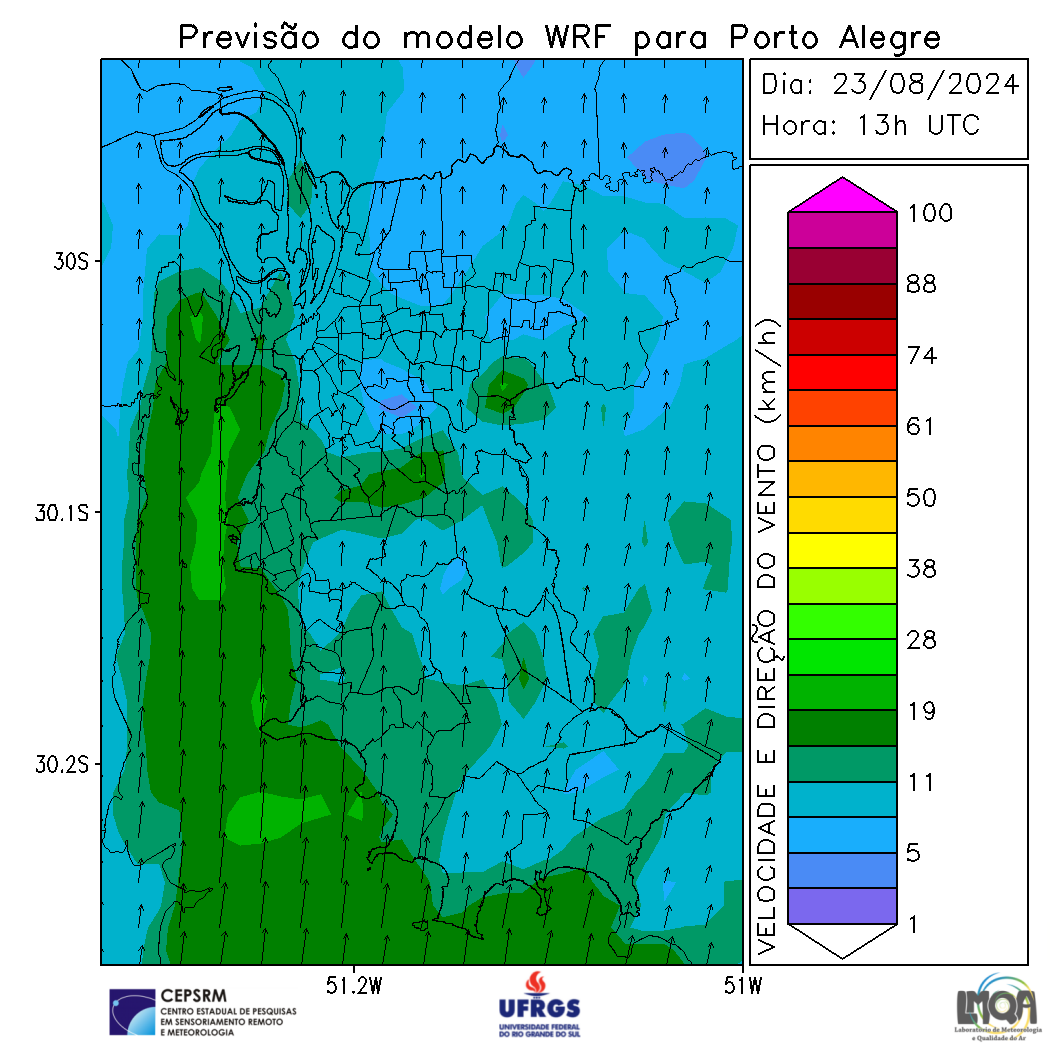 Previsão do modelo WRF para Porto Alegre
Dia: 23/08/2024
Hora: 13h UTC
30S
30.1S
30.2S
51.2W
51W
VELOCIDADE E DIREÇÃO DO VENTO (km/h)
100
88
74
61
50
38
28
19
11
5
1
CEPSRM
CENTRO ESTADUAL DE PESQUISAS
EM SENSORIAMENTO REMOTO
E METEOROLOGIA
UFRGS
UNIVERSIDADE FEDERAL
DO RIO GRANDE DO SUL
LMQA
Laboratório de Meteorologia
e Qualidade do Ar